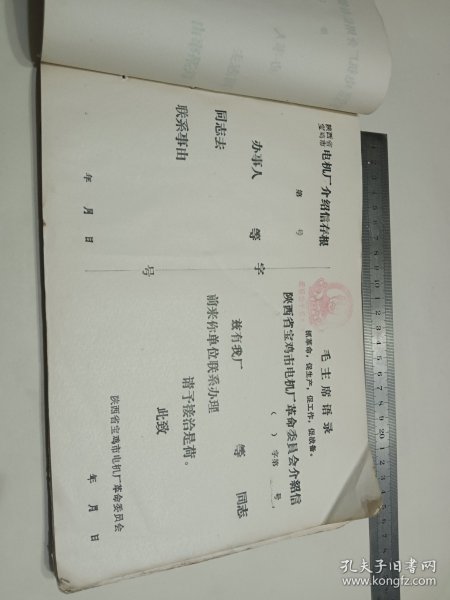 陕西省
宝鸡市
电机厂介绍信存根
第 号
办事人 等
同志去
联系事由
年 月 日
字
号
毛主席语录
抓革命,促生产,促工作,促战备。
陕西省宝鸡市电机厂革命委员会介绍信
( )字第 号
兹有我厂 等 同志
前来你单位联系办理
请予接洽是荷。
此致
陕西省宝鸡市电机厂革命委员会
年 月 日
孔夫子旧书网
www.kongfz.com